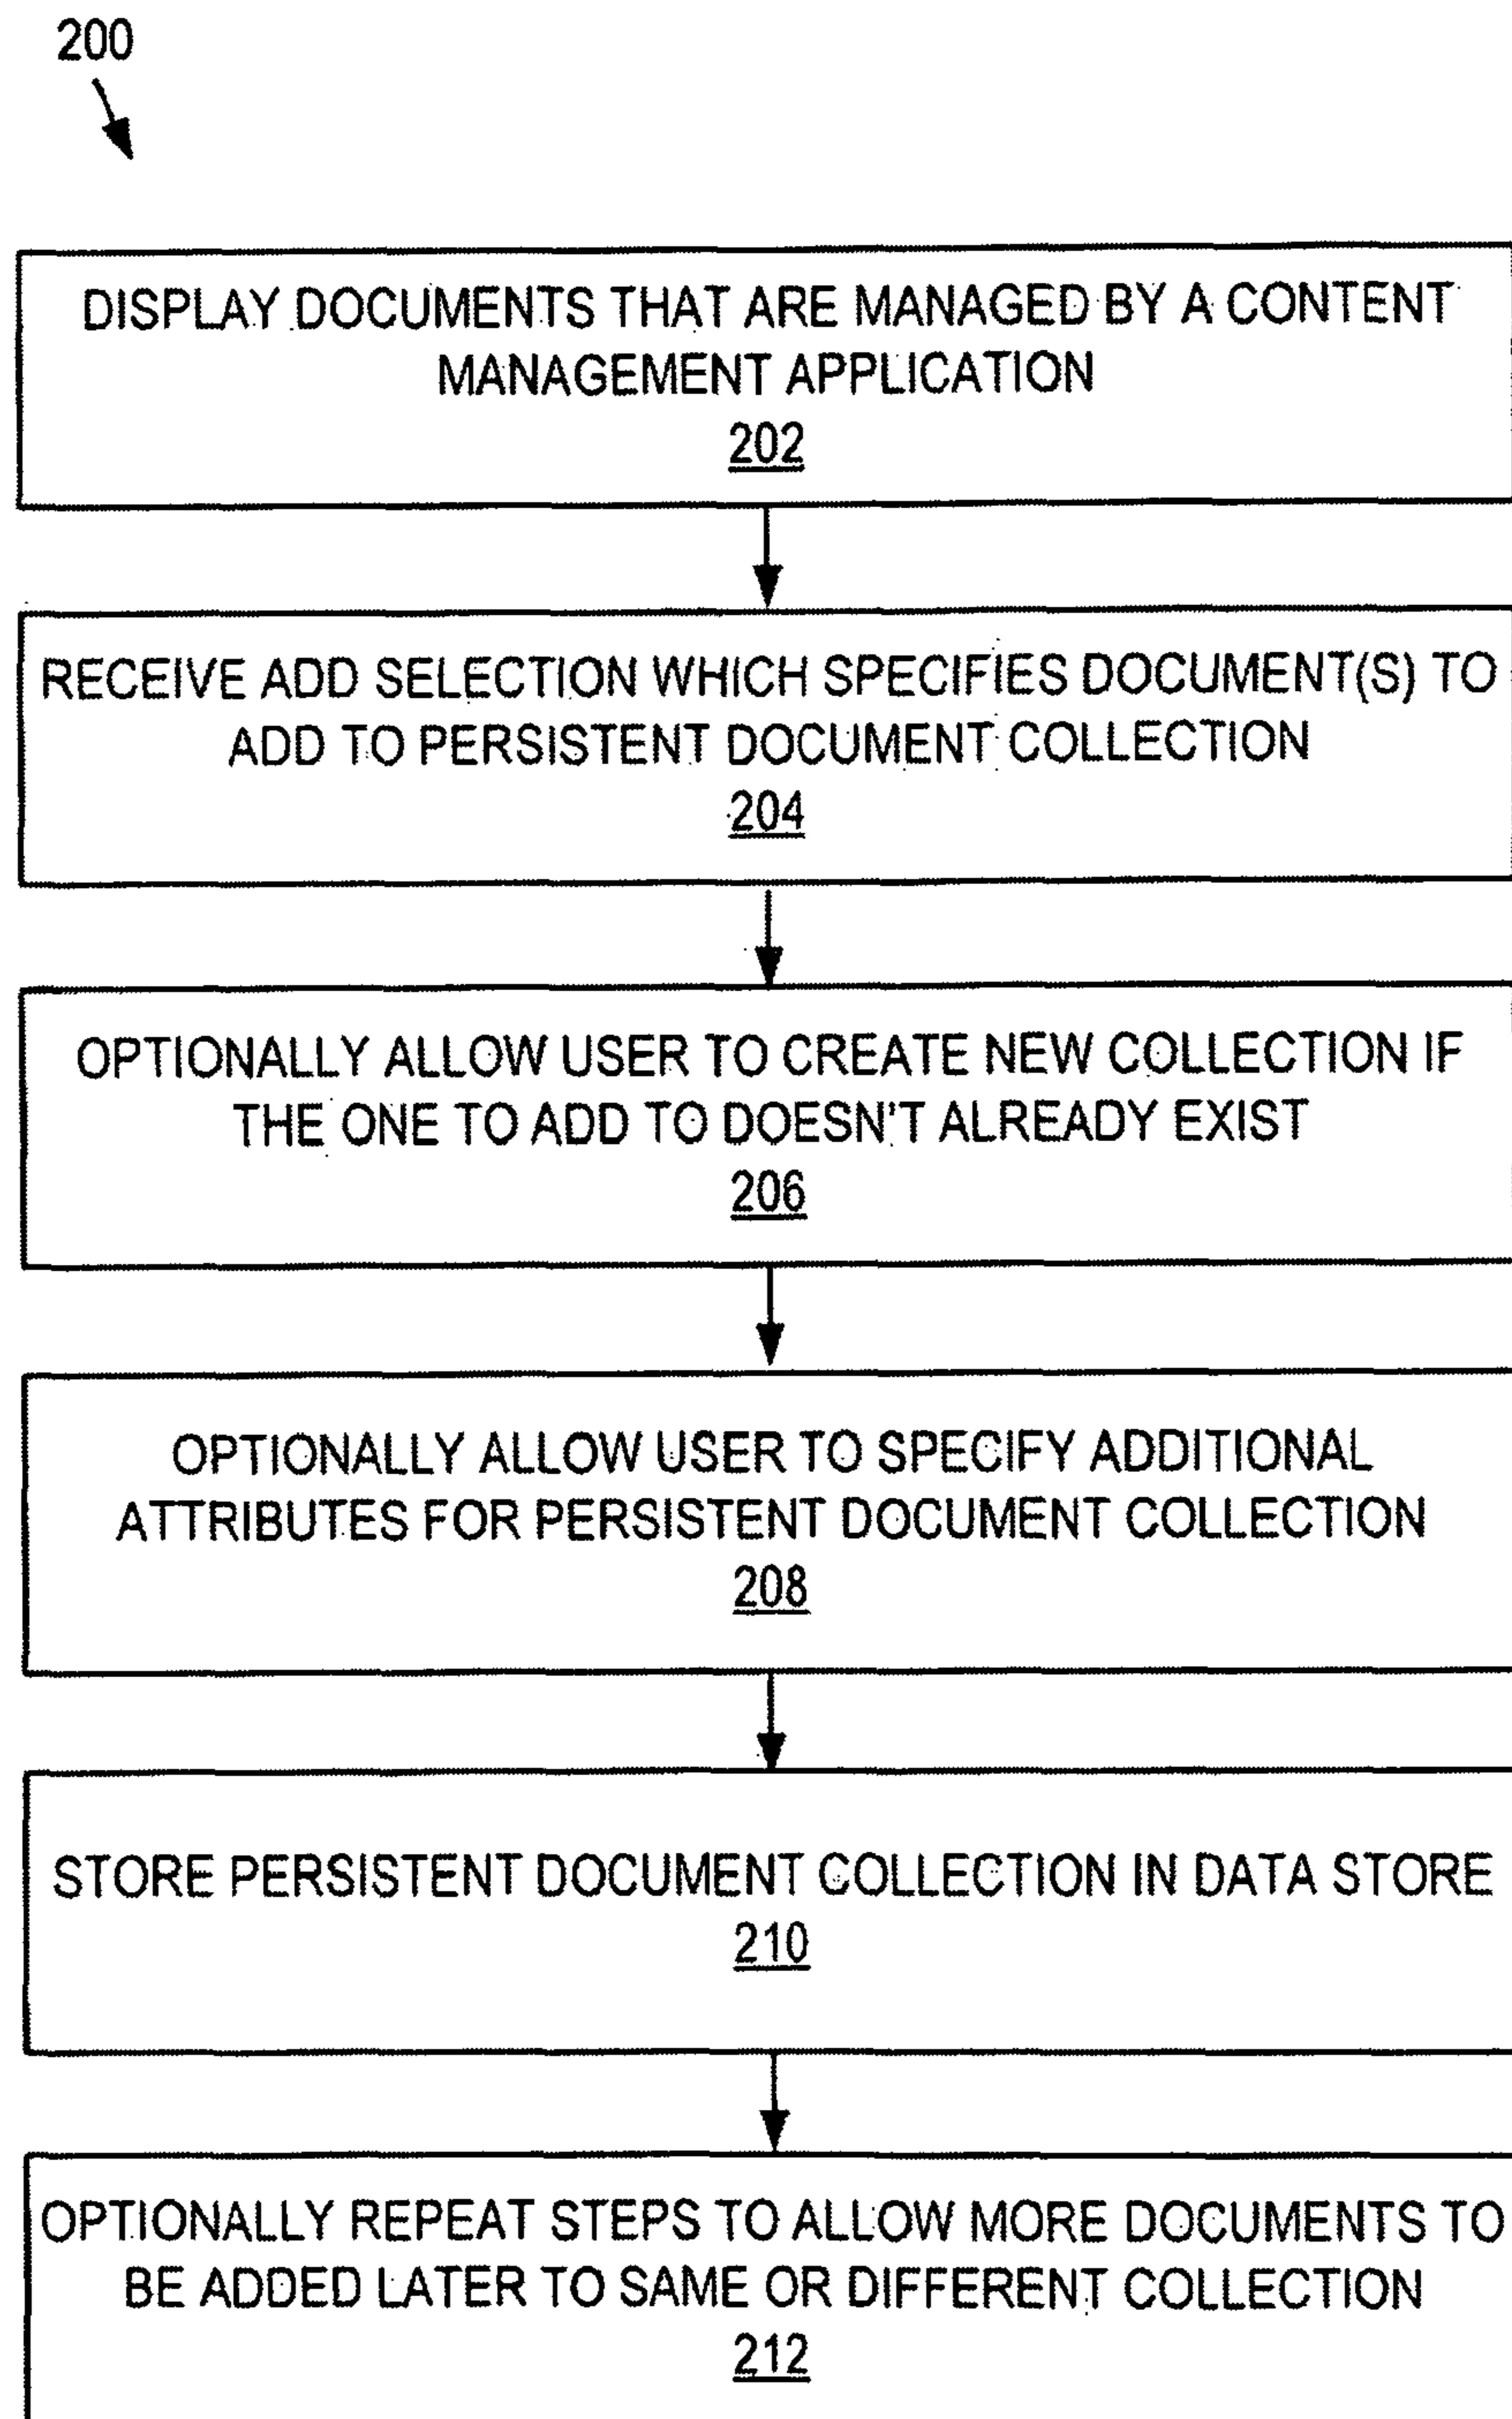 200
DISPLAY DOCUMENTS THAT ARE MANAGED BY A CONTENT
MANAGEMENT APPLICATION
202
RECEIVE ADD SELECTION WHICH SPECIFIES DOCUMENT(S) TO
ADD TO PERSISTENT DOCUMENT COLLECTION
204
OPTIONALLY ALLOW USER TO CREATE NEW COLLECTION IF
THE ONE TO ADD TO DOESN'T ALREADY EXIST
206
OPTIONALLY ALLOW USER TO SPECIFY ADDITIONAL
ATTRIBUTES FOR PERSISTENT DOCUMENT COLLECTION
208
STORE PERSISTENT DOCUMENT COLLECTION IN DATA STORE
210
OPTIONALLY REPEAT STEPS TO ALLOW MORE DOCUMENTS TO
BE ADDED LATER TO SAME OR DIFFERENT COLLECTION
212